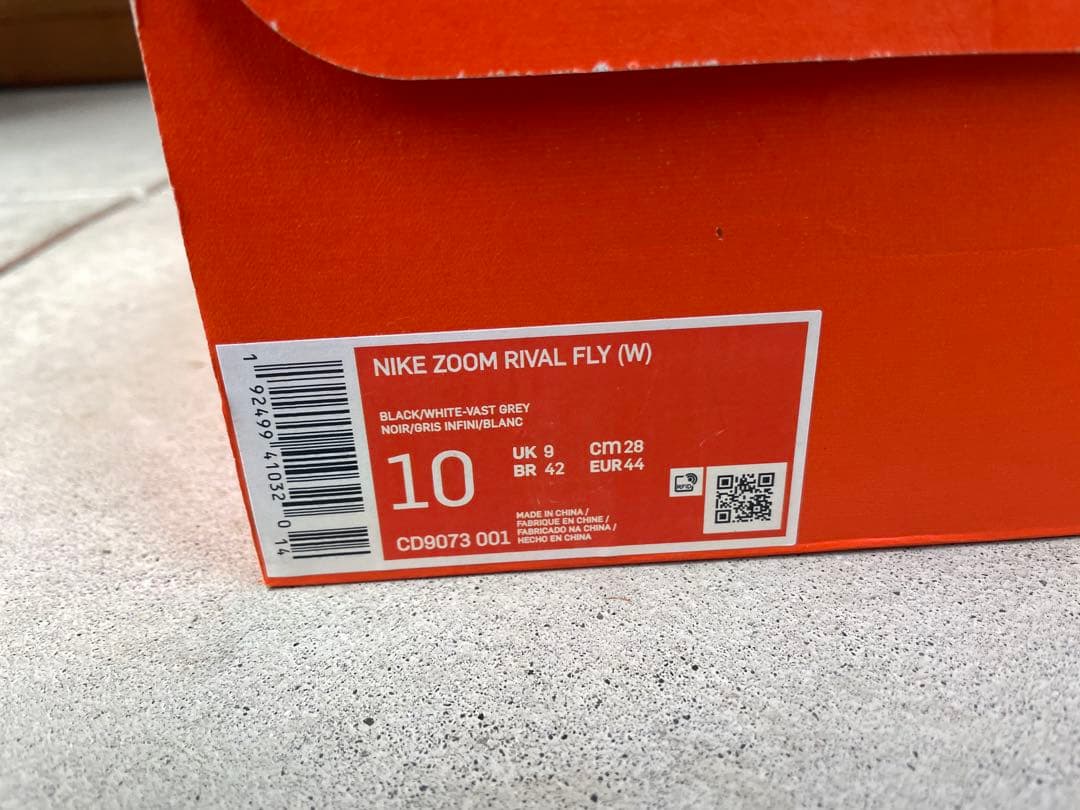 NIKE ZOOM RIVAL FLY (W)
BLACK/WHITE-VAST GREY
NOIR/GRIS INFINI/BLANC
10
UK 9 cm 28
BR 42 EUR 44
RFID
CD9073 001
MADE IN CHINA /
FABRIQUE EN CHINE /
FABRICADO NA CHINA /
HECHO EN CHINA
1 92499 41032 0 14